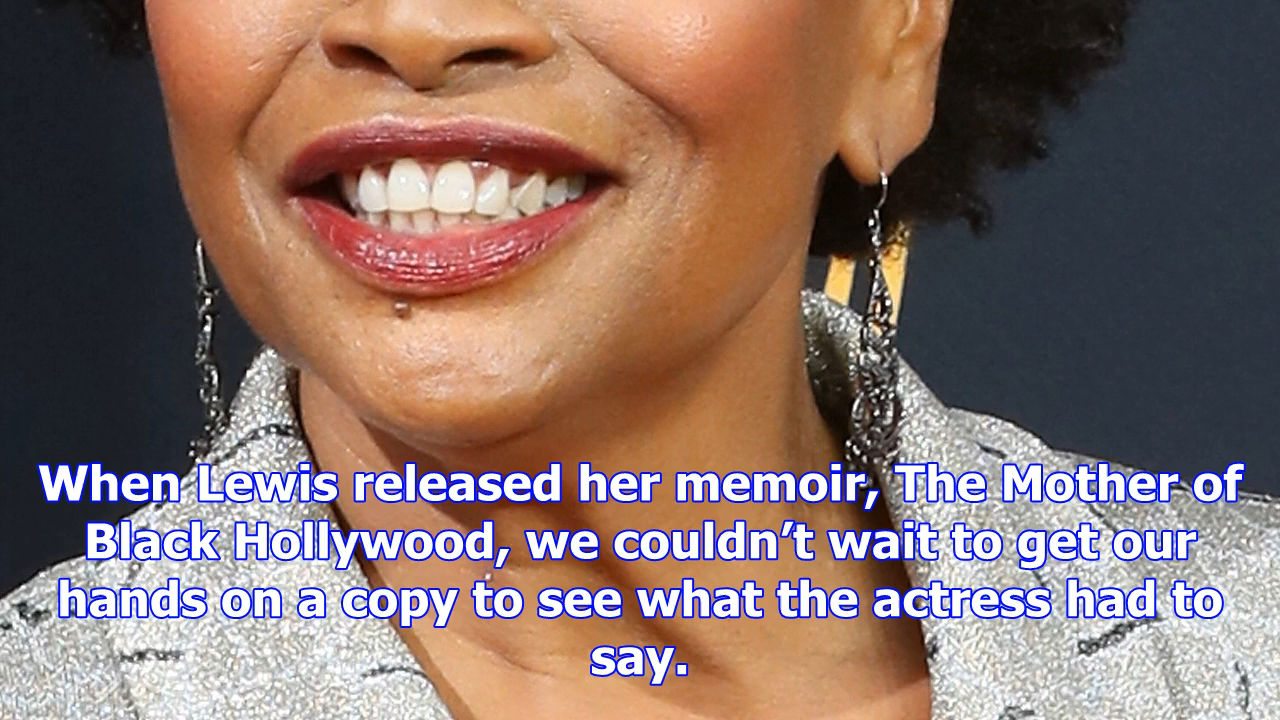 When Lewis released her memoir, The Mother of
Black Hollywood, we couldn’t wait to get our
hands on a copy to see what the actress had to
say.